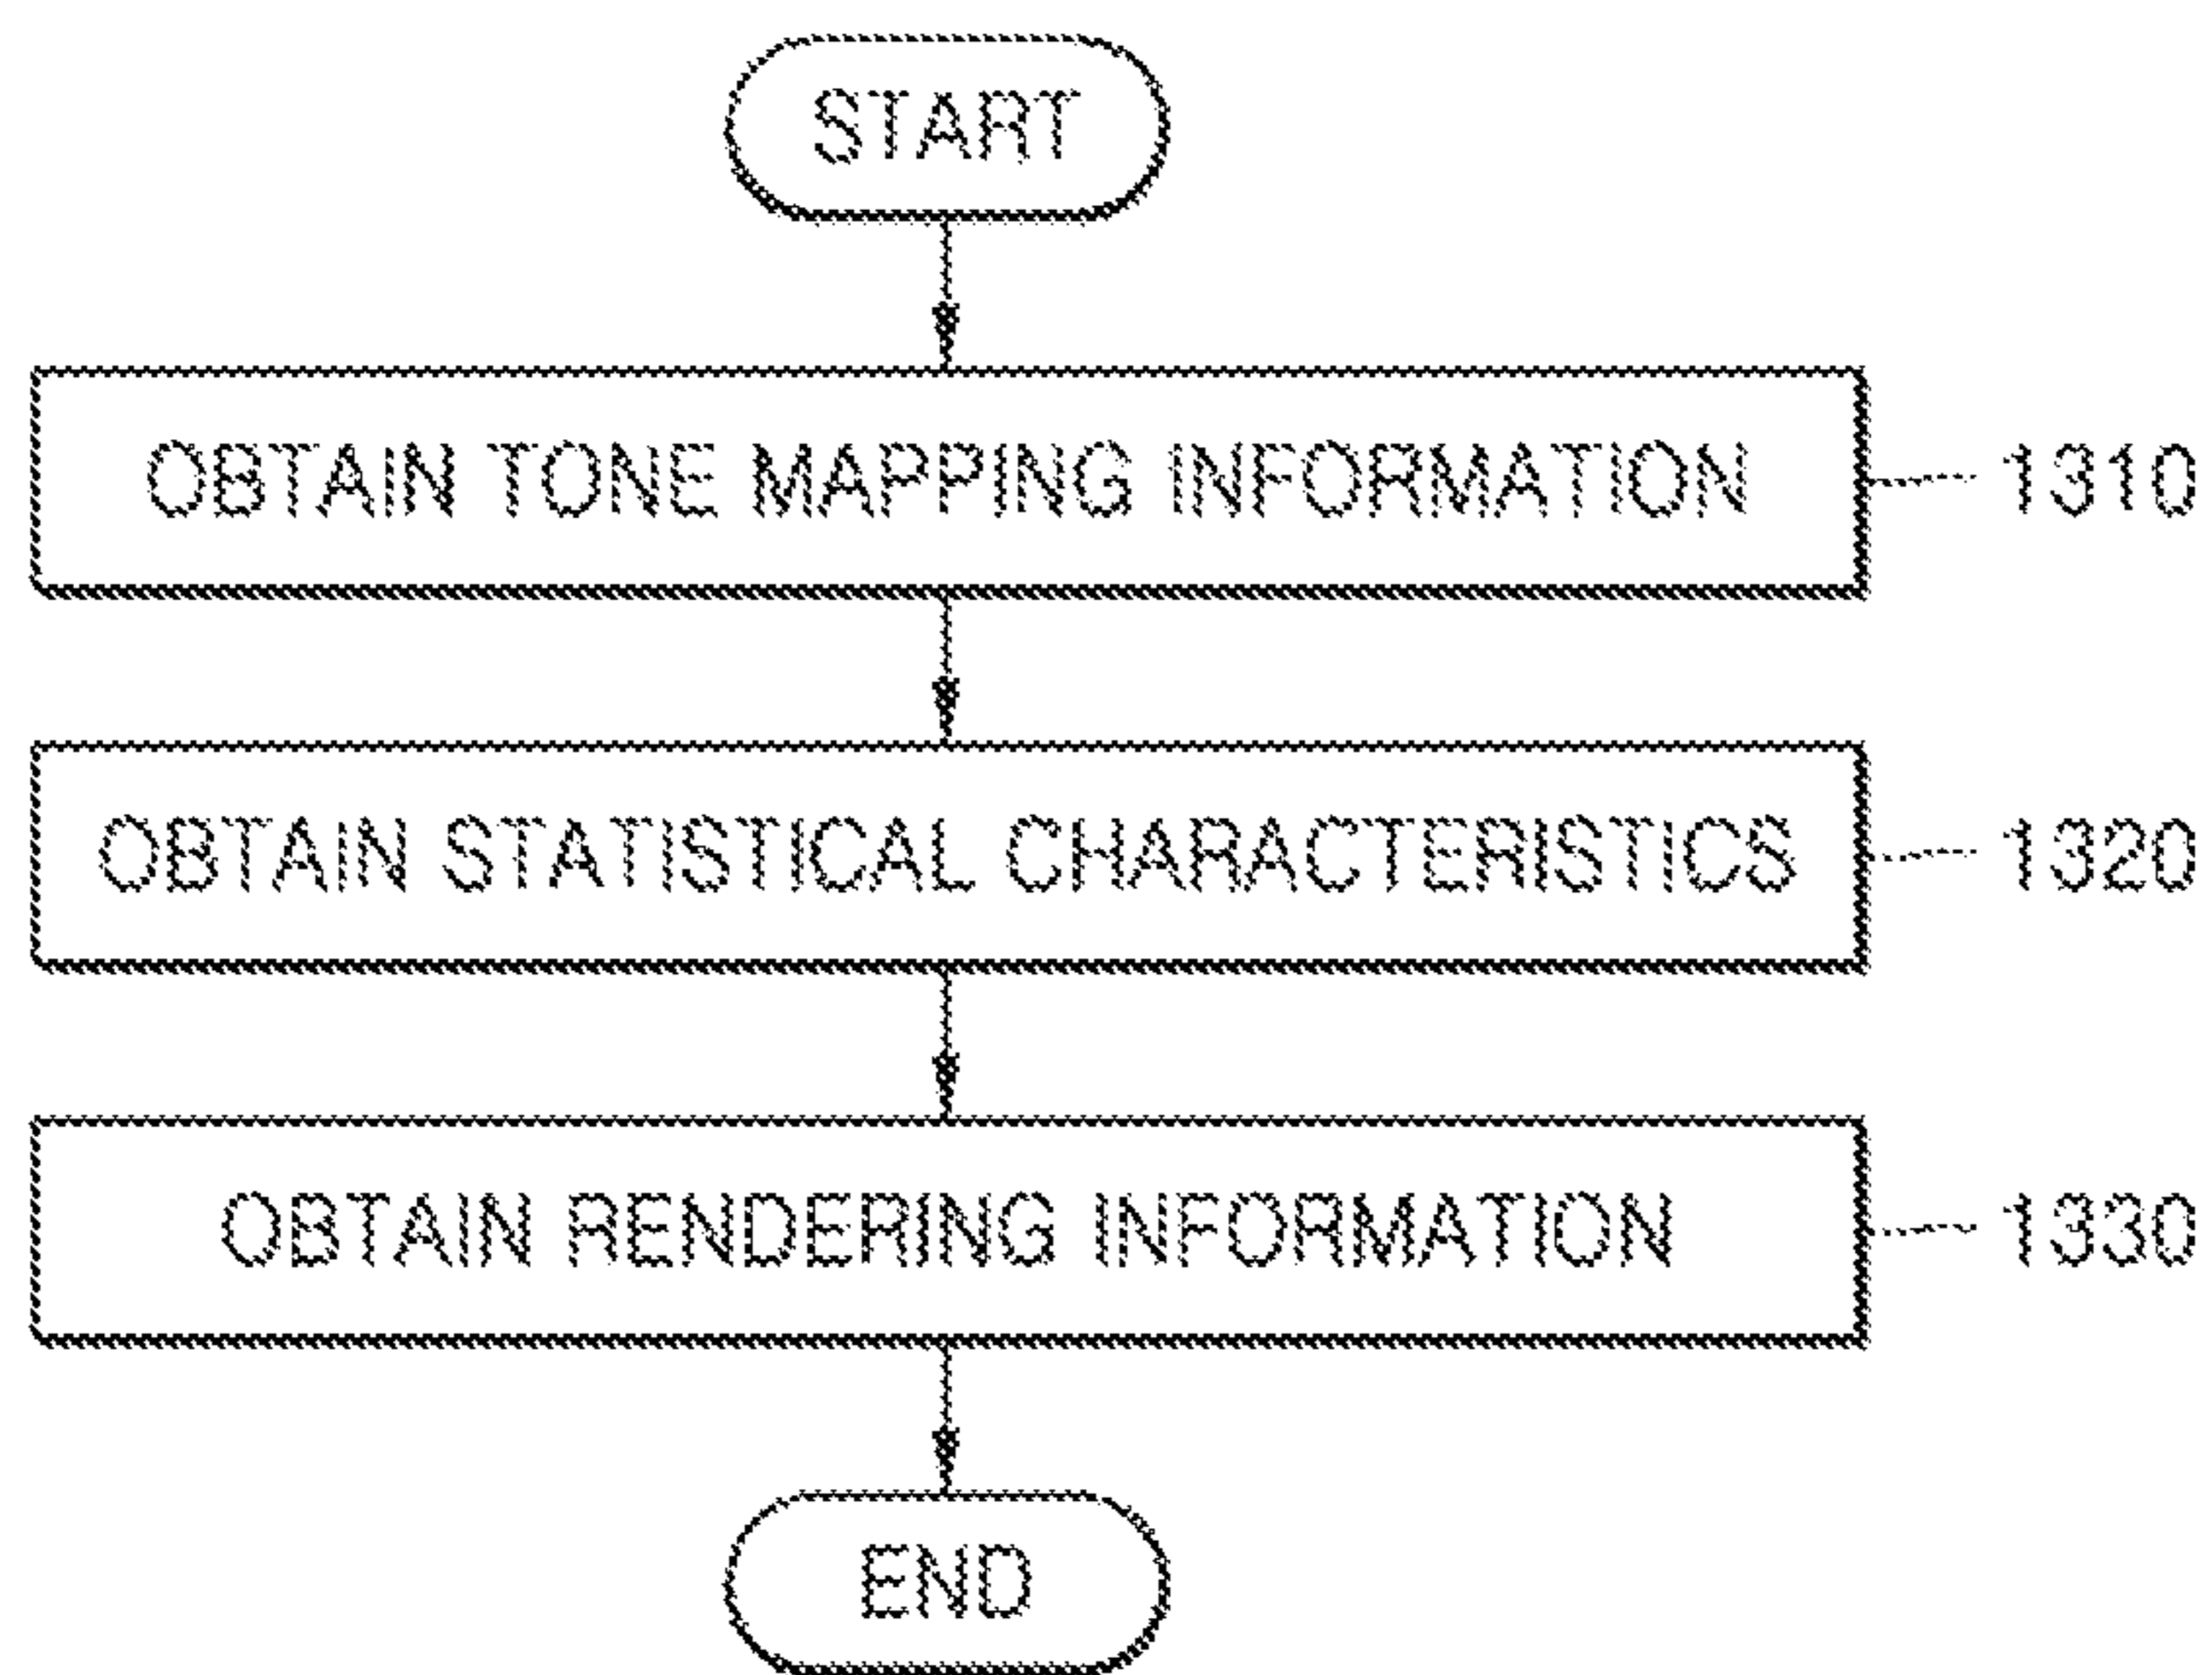 START
OBTAIN TONE MAPPING INFORMATION 1310
OBTAIN STATISTICAL CHARACTERISTICS 1320
OBTAIN RENDERING INFORMATION 1330
END